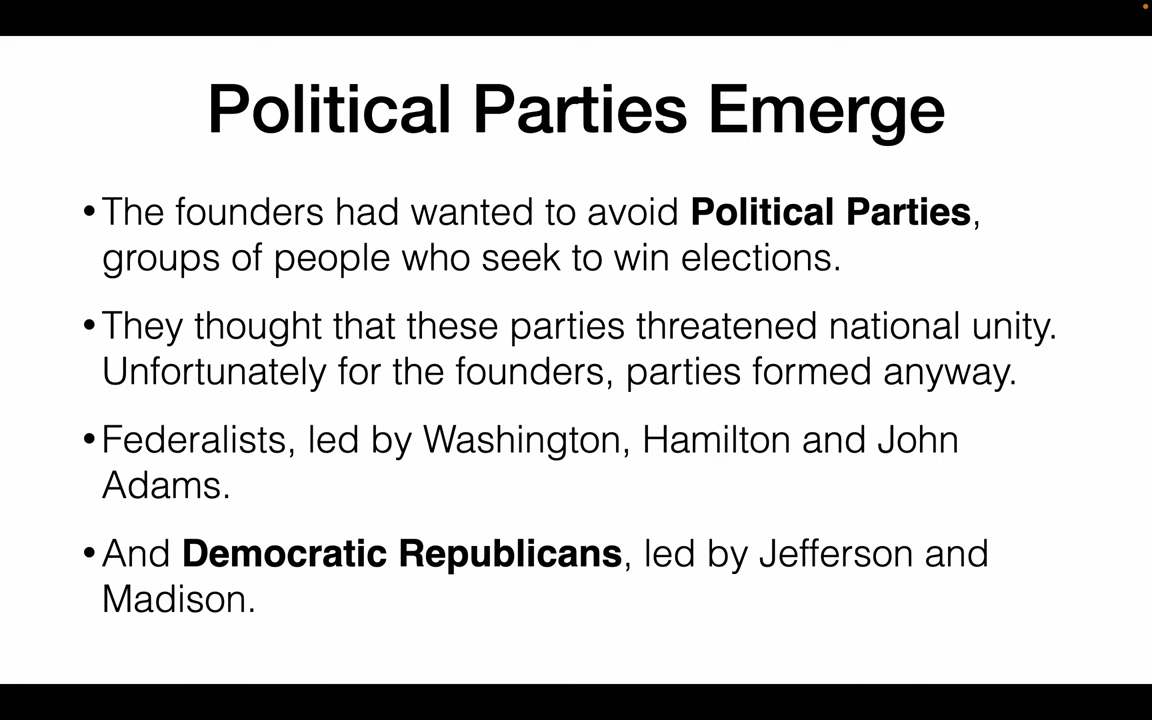 Political Parties Emerge
•The founders had wanted to avoid Political Parties,
groups of people who seek to win elections.
•They thought that these parties threatened national unity.
Unfortunately for the founders, parties formed anyway.
•Federalists, led by Washington, Hamilton and John
Adams.
•And Democratic Republicans, led by Jefferson and
Madison.